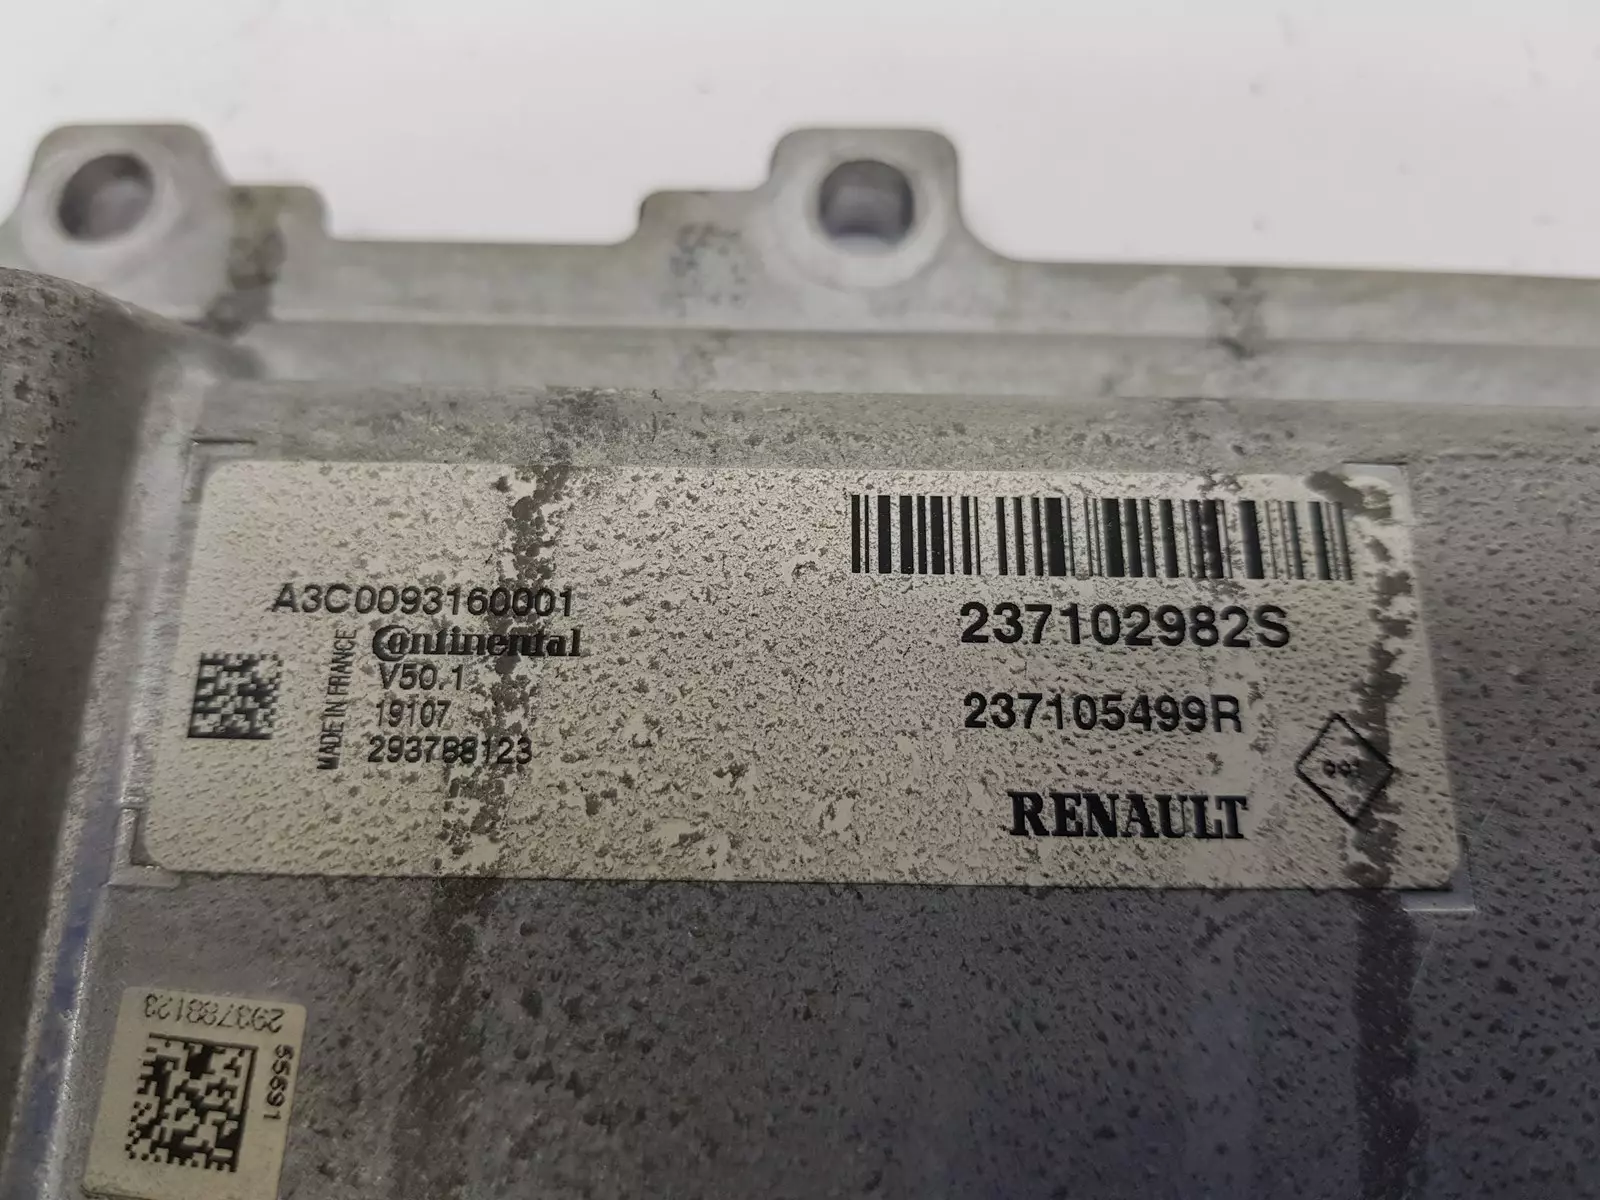 A3C0093160001
Continental
V50.1
19107
293788123
MADE IN FRANCE
237102982S
237105499R
RENAULT
293788123
55691